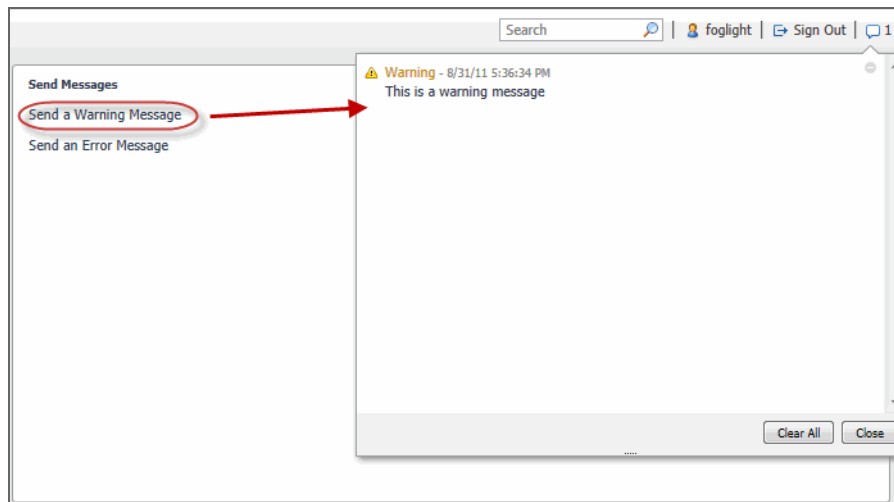 Search
foglight
Sign Out
1
Send Messages
Send a Warning Message
Send an Error Message
Warning - 8/31/11 5:36:34 PM
This is a warning message
Clear All
Close